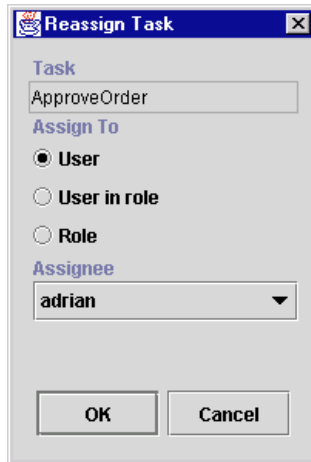 Reassign Task
Task
ApproveOrder
Assign To
User
User in role
Role
Assignee
adrian
OK
Cancel